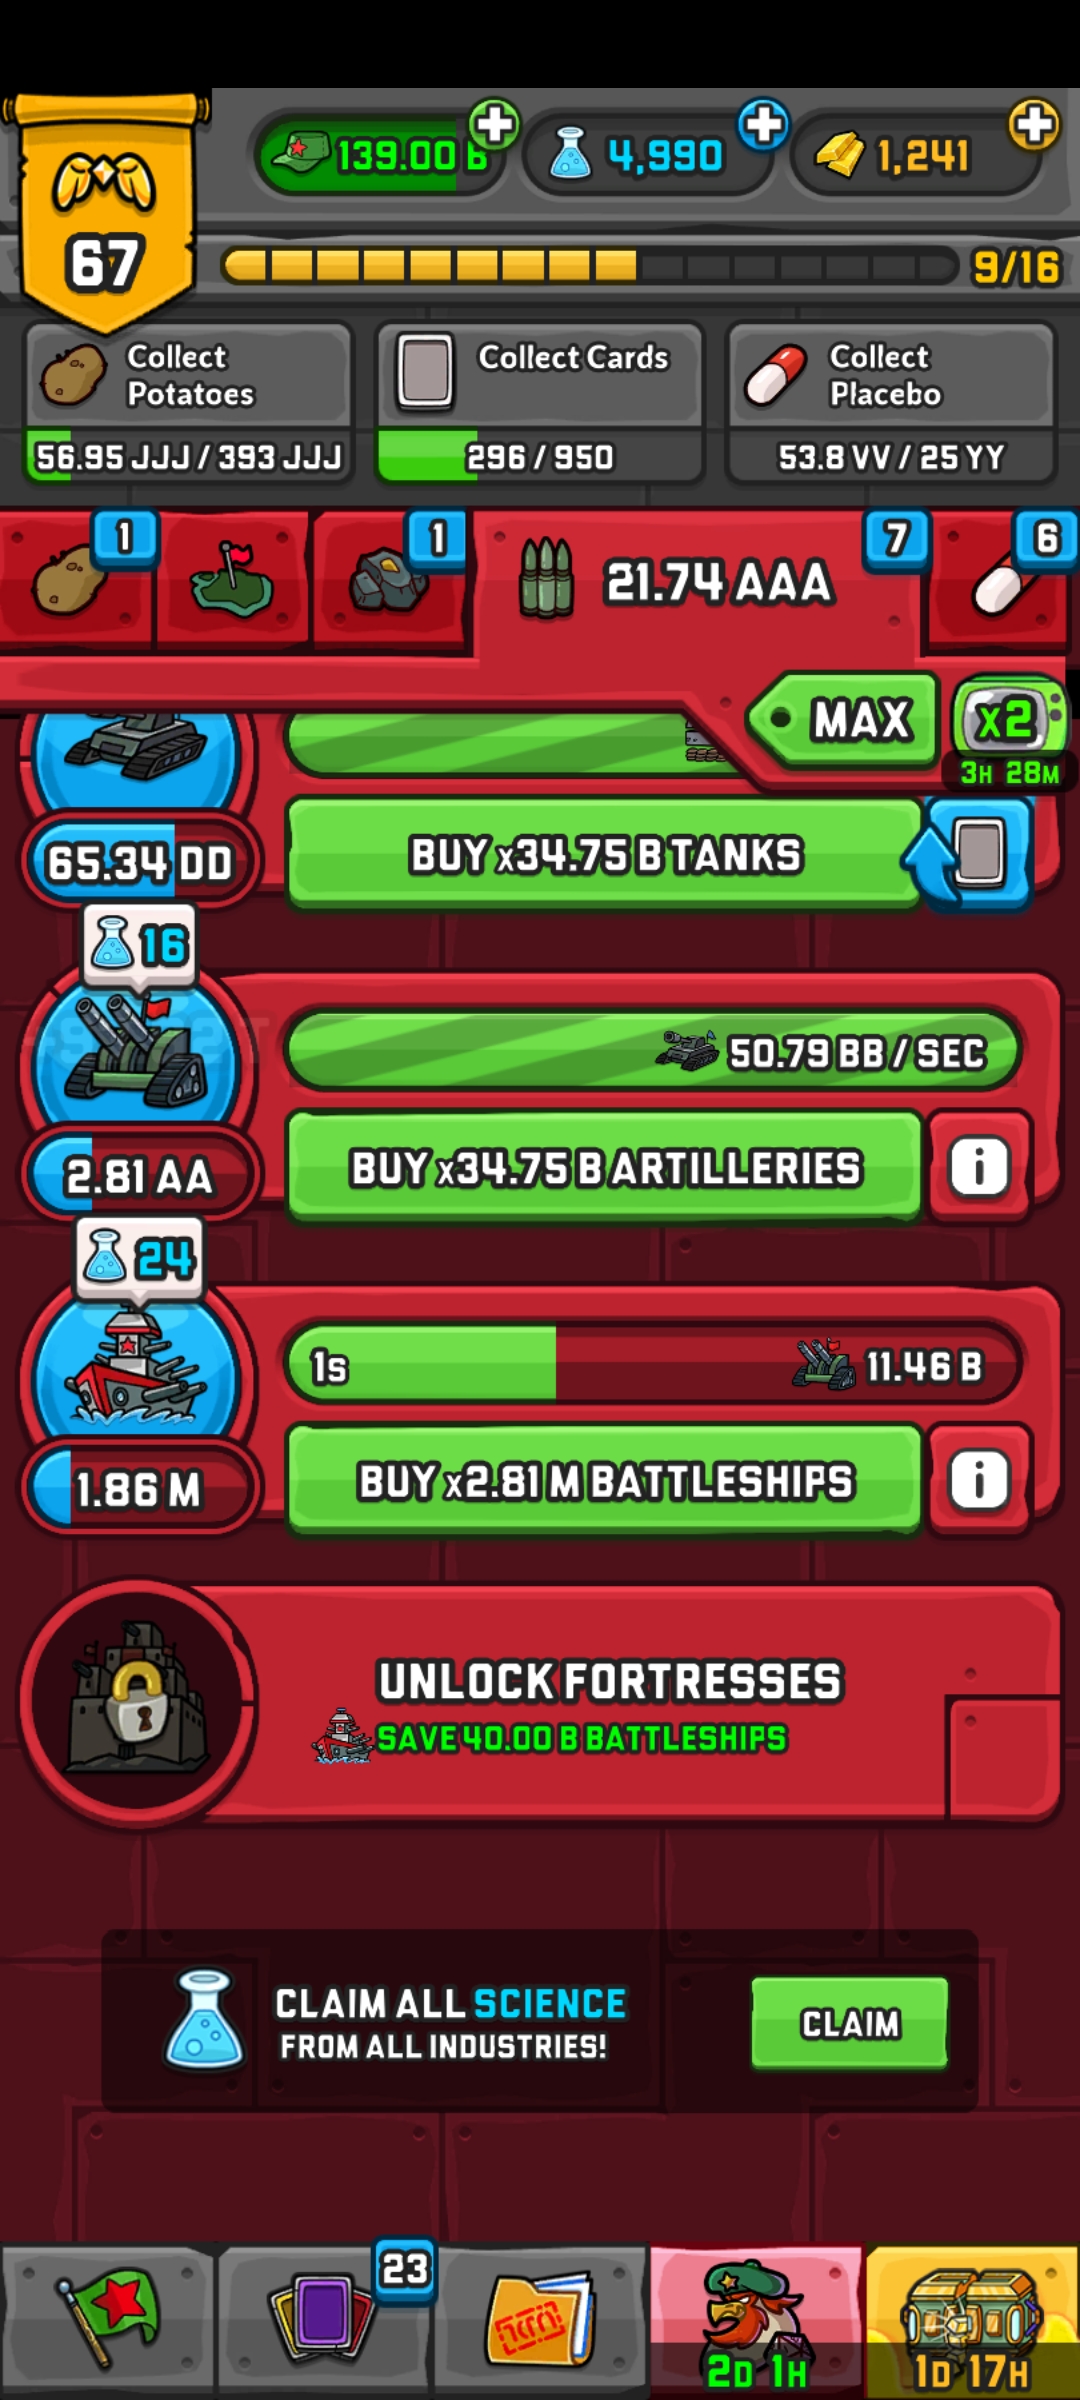 139.00 B
4,990
1,241
67
9/16
Collect
Potatoes
56.95 JJJ / 393 JJJ
Collect Cards
296 / 950
Collect
Placebo
53.8 VV / 25 YY
1
1
21.74 AAA
7
6
MAX
x2
3H 28M
65.34 DD
BUY x34.75 B TANKS
16
50.79 BB / SEC
2.81 AA
BUY x34.75 B ARTILLERIES
i
24
1s
11.46 B
1.86 M
BUY x2.81 M BATTLESHIPS
i
UNLOCK FORTRESSES
SAVE 40.00 B BATTLESHIPS
CLAIM ALL SCIENCE
FROM ALL INDUSTRIES!
CLAIM
23
2D 1H
1D 17H